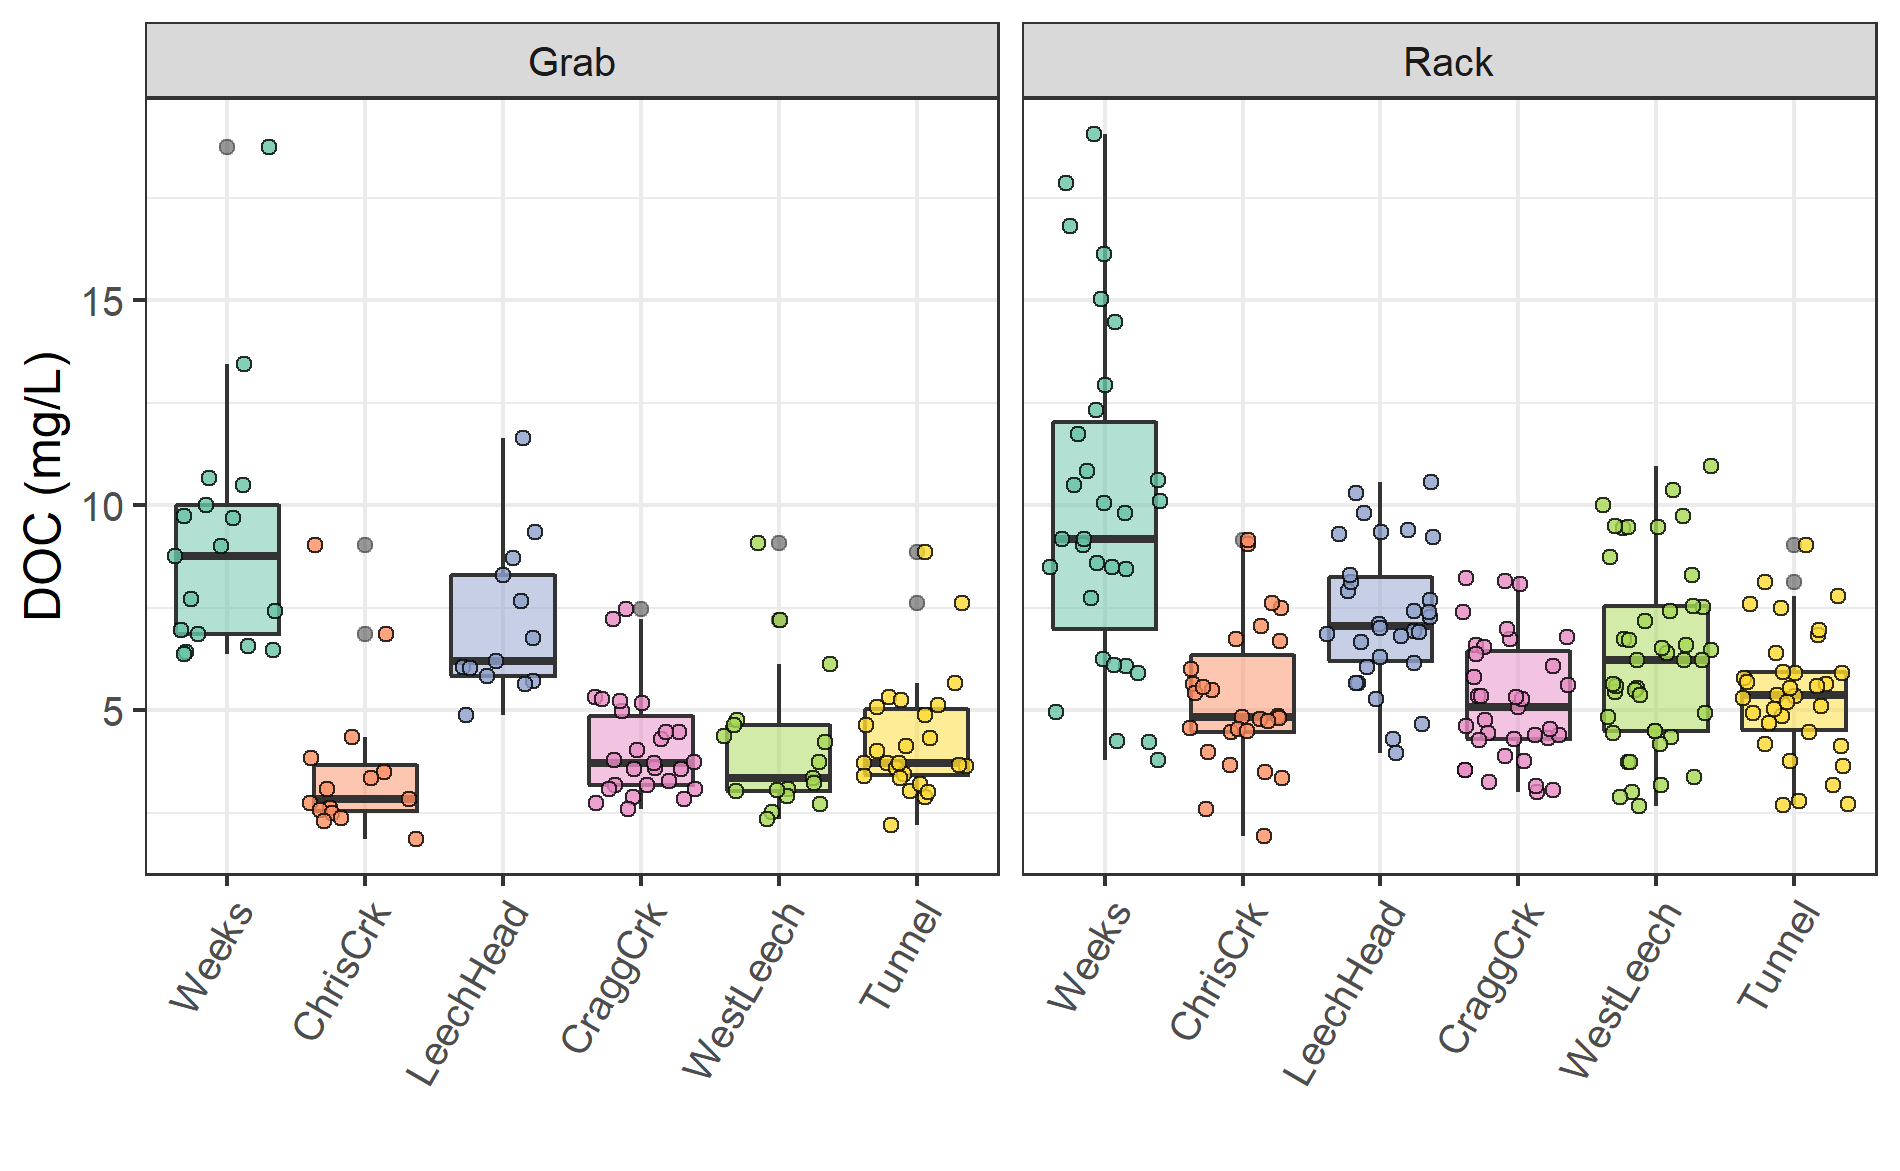 Grab
Rack
DOC (mg/L)
15
10
5
Weeks
ChrisCrk
LeechHead
CraggCrk
WestLeech
Tunnel
Weeks
ChrisCrk
LeechHead
CraggCrk
WestLeech
Tunnel